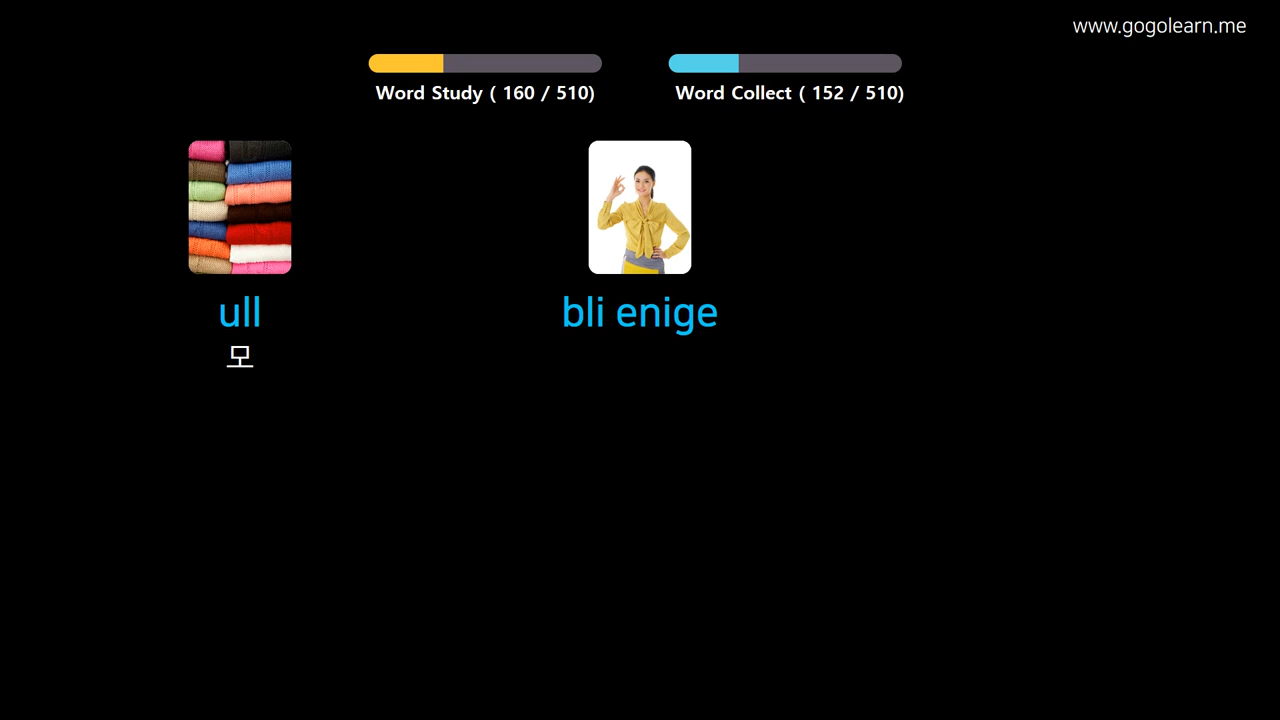 www.gogolearn.me
Word Study ( 160 / 510)
Word Collect ( 152 / 510)
ull
bli enige
모